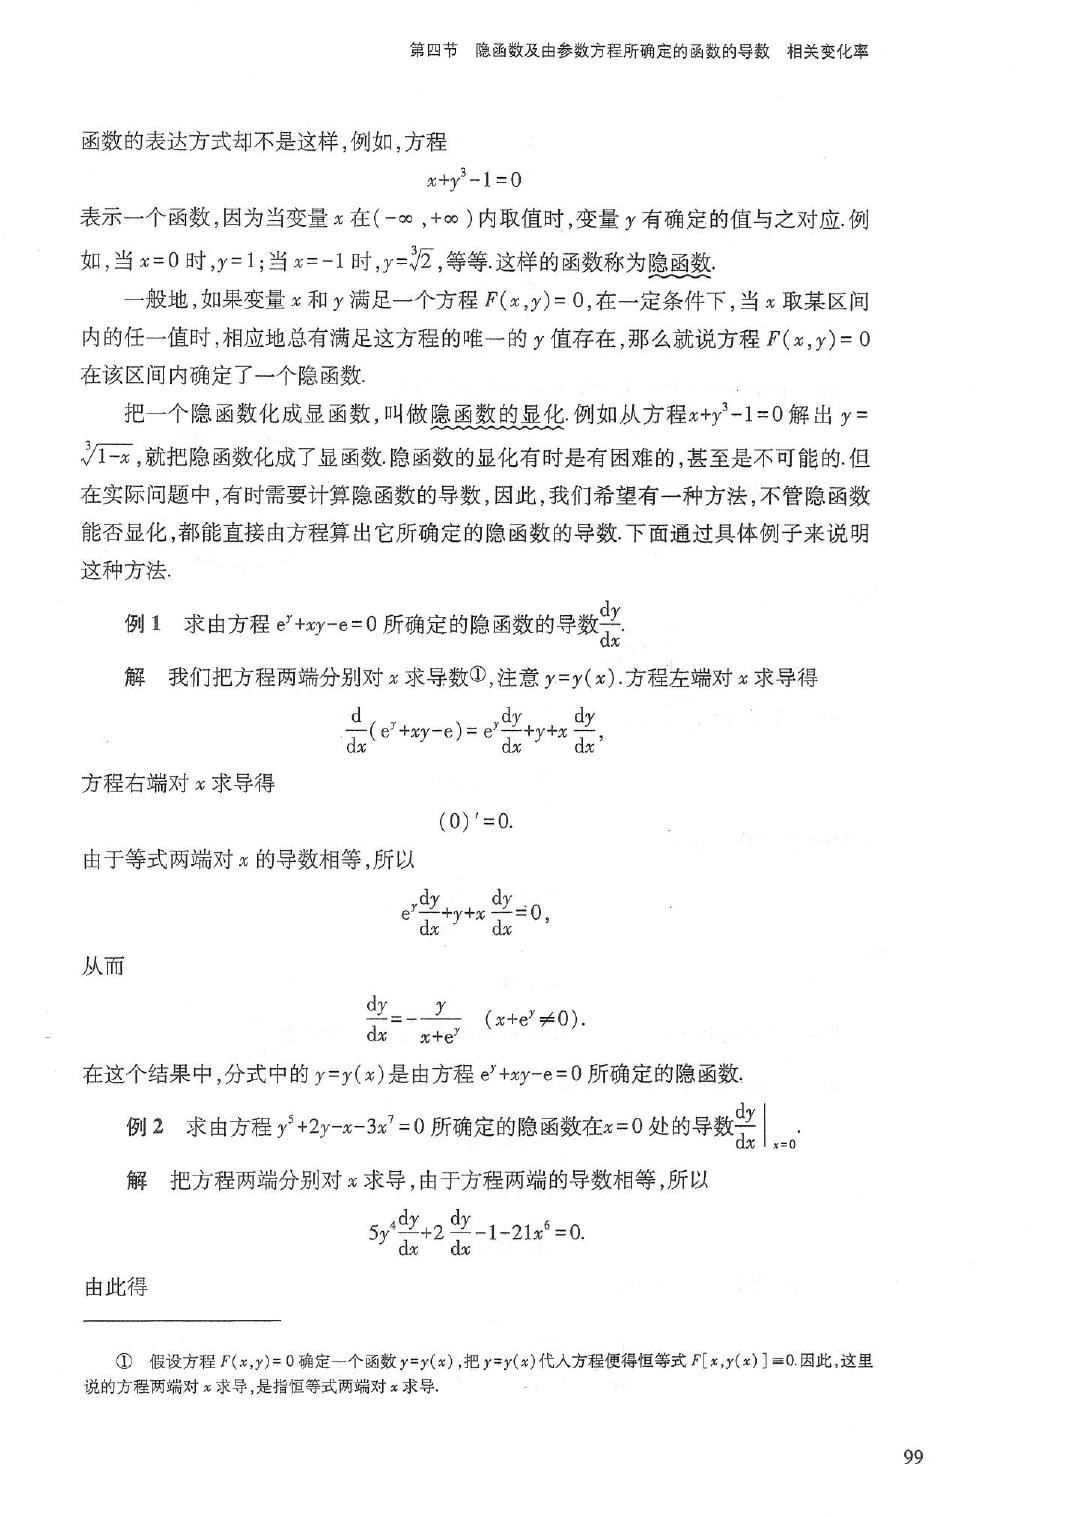 第四节 隐函数及由参数方程所确定的函数的导数 相关变化率
函数的表达方式却不是这样,例如,方程
x+y³-1=0
表示一个函数,因为当变量 x 在(-∞,+∞)内取值时,变量 y 有确定的值与之对应.例
如,当 x=0 时,y=1;当 x=-1 时,y=∛2,等等.这样的函数称为隐函数.
一般地,如果变量 x 和 y 满足一个方程 F(x,y)=0,在一定条件下,当 x 取某区间
内的任一值时,相应地总有满足这方程的唯一的 y 值存在,那么就说方程 F(x,y)=0
在该区间内确定了一个隐函数.
把一个隐函数化成显函数,叫做隐函数的显化.例如从方程x+y³-1=0 解出 y=
∛(1-x),就把隐函数化成了显函数.隐函数的显化有时是有困难的,甚至是不可能的.但
在实际问题中,有时需要计算隐函数的导数,因此,我们希望有一种方法,不管隐函数
能否显化,都能直接由方程算出它所确定的隐函数的导数.下面通过具体例子来说明
这种方法.
例 1 求由方程 e^y+xy-e=0 所确定的隐函数的导数 dy/dx.
解 我们把方程两端分别对 x 求导数①,注意 y=y(x).方程左端对 x 求导得
d/dx(e^y+xy-e)=e^y dy/dx+y+x dy/dx,
方程右端对 x 求导得
(0)′=0.
由于等式两端对 x 的导数相等,所以
e^y dy/dx+y+x dy/dx=0,
从而
dy/dx=-y/(x+e^y) (x+e^y≠0).
在这个结果中,分式中的 y=y(x)是由方程 e^y+xy-e=0 所确定的隐函数.
例 2 求由方程 y⁵+2y-x-3x⁷=0 所确定的隐函数在x=0 处的导数 dy/dx|x=0.
解 把方程两端分别对 x 求导,由于方程两端的导数相等,所以
5y⁴ dy/dx+2 dy/dx-1-21x⁶=0.
由此得
① 假设方程 F(x,y)=0 确定一个函数 y=y(x),把 y=y(x)代入方程便得恒等式 F[x,y(x)]≡0.因此,这里
说的方程两端对 x 求导,是指恒等式两端对 x 求导.
99